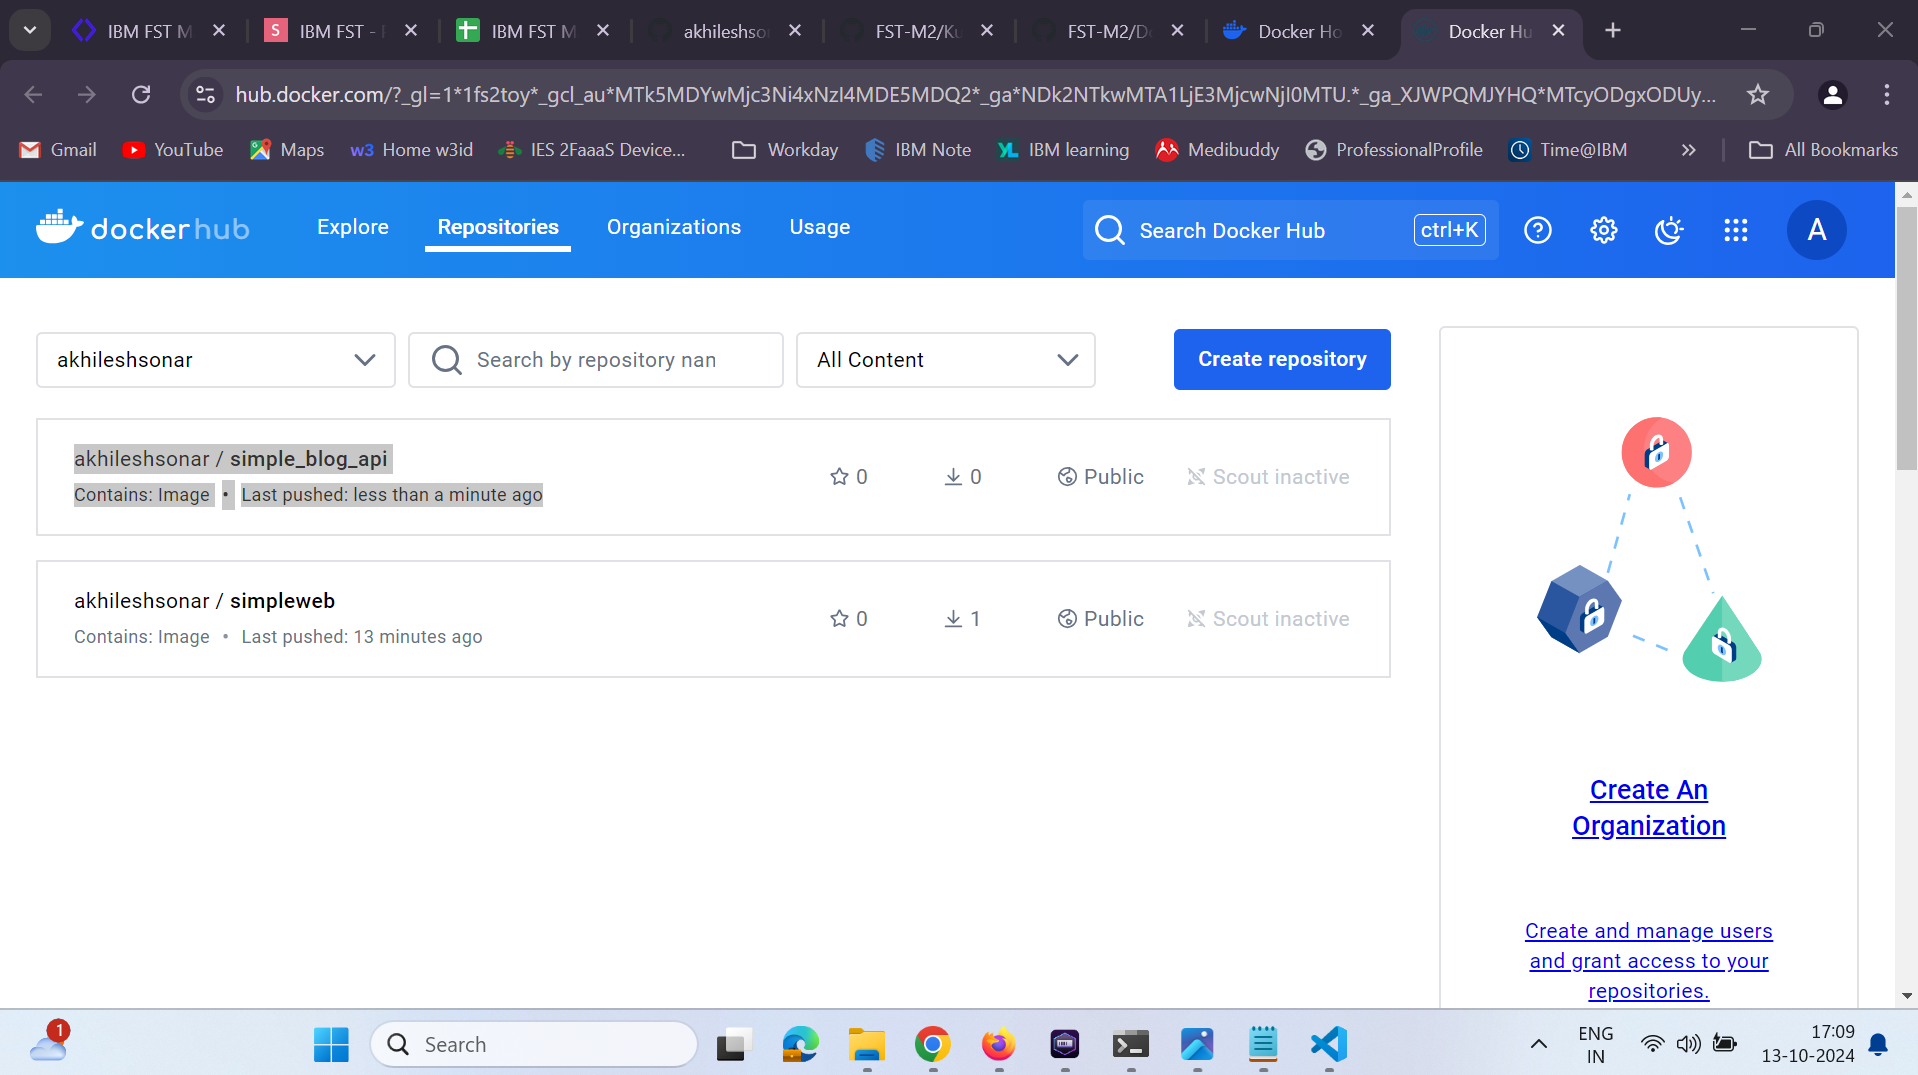 IBM FST M
S
IBM FST -
IBM FST M
akhileshso
FST-M2/Ku
FST-M2/D
Docker Ho
Docker Hu
hub.docker.com/?_gl=1*1fs2toy*_gcl_au*MTk5MDYwMjc3Ni4xNzI4MDE5MDQ2*_ga*NDk2NTkwMTA1LjE3MjcwNjI0MTU.*_ga_XJWPQMJYHQ*MTcyODgxODUy...
Gmail
YouTube
Maps
w3 Home w3id
IES 2FaaaS Device...
Workday
IBM Note
YL IBM learning
Medibuddy
ProfessionalProfile
Time@IBM
»
All Bookmarks
dockerhub
Explore
Repositories
Organizations
Usage
Search Docker Hub
ctrl+K
A
akhileshsonar
Search by repository nan
All Content
Create repository
akhileshsonar / simple_blog_api
Contains: Image • Last pushed: less than a minute ago
0
0
Public
Scout inactive
akhileshsonar / simpleweb
Contains: Image • Last pushed: 13 minutes ago
0
1
Public
Scout inactive
Create An
Organization
Create and manage users
and grant access to your
repositories.
1
Search
ENG
IN
17:09
13-10-2024